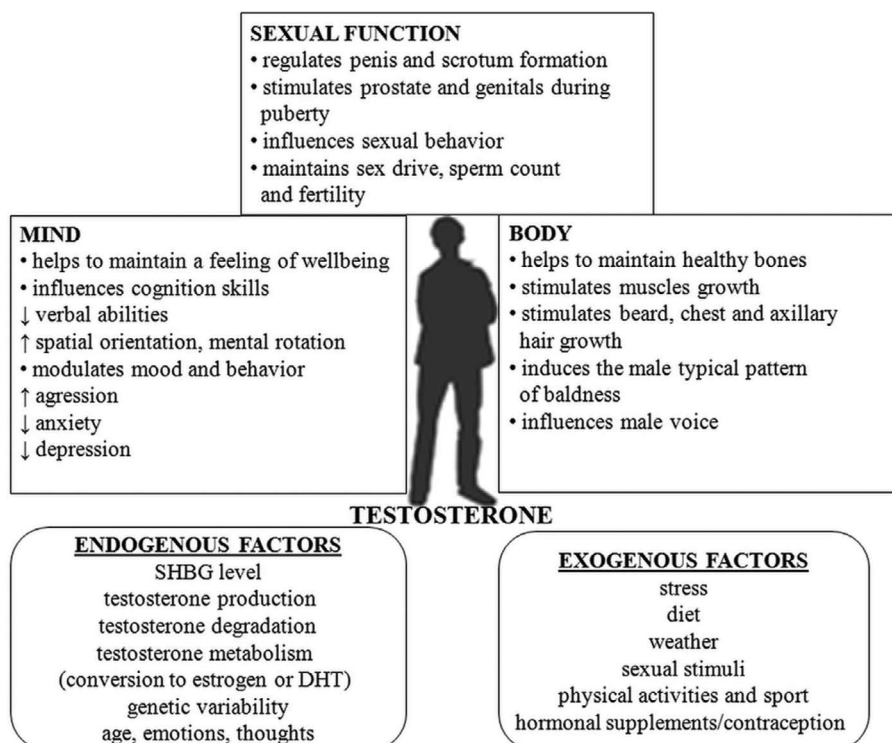 SEXUAL FUNCTION
• regulates penis and scrotum formation
• stimulates prostate and genitals during
puberty
• influences sexual behavior
• maintains sex drive, sperm count
and fertility
MIND
• helps to maintain a feeling of wellbeing
• influences cognition skills
↓ verbal abilities
↑ spatial orientation, mental rotation
• modulates mood and behavior
↑ agression
↓ anxiety
↓ depression
BODY
• helps to maintain healthy bones
• stimulates muscles growth
• stimulates beard, chest and axillary
hair growth
• induces the male typical pattern
of baldness
• influences male voice
TESTOSTERONE
ENDOGENOUS FACTORS
SHBG level
testosterone production
testosterone degradation
testosterone metabolism
(conversion to estrogen or DHT)
genetic variability
age, emotions, thoughts
EXOGENOUS FACTORS
stress
diet
weather
sexual stimuli
physical activities and sport
hormonal supplements/contraception